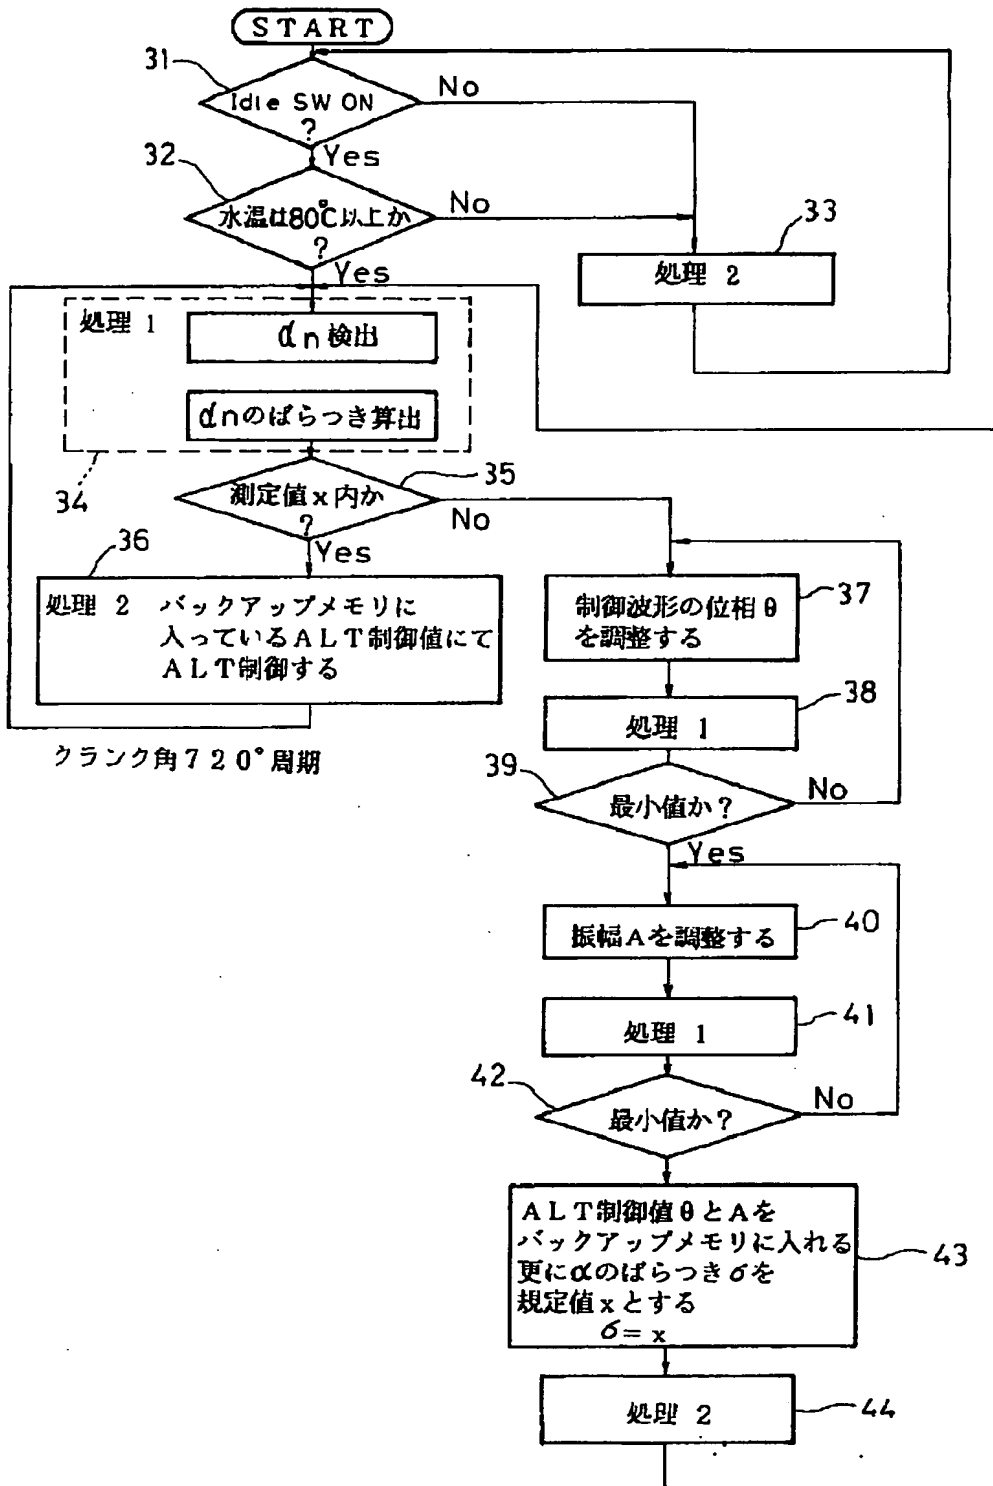 START
31
Idle SW ON
?
No
Yes
32
水温は80℃以上か
?
No
Yes
33
処理 2
処理 1
αn検出
αnのばらつき算出
34
35
測定値x内か
?
No
Yes
36
処理 2 バックアップメモリに
入っているALT制御値にて
ALT制御する
クランク角720°周期
37
制御波形の位相θ
を調整する
38
処理 1
39
最小値か?
No
Yes
40
振幅Aを調整する
41
処理 1
42
最小値か?
No
43
ALT制御値θとAを
バックアップメモリに入れる
更にαのばらつきσを
規定値xとする
σ=x
44
処理 2